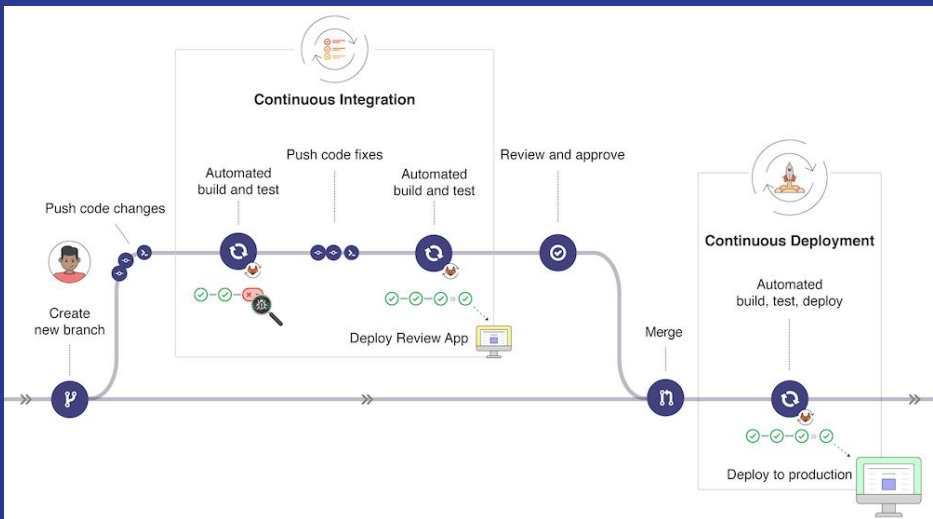 Continuous Integration
Push code fixes
Review and approve
Automated
build and test
Automated
build and test
Push code changes
Continuous Deployment
Automated
build, test, deploy
Create
new branch
Deploy Review App
Merge
Deploy to production